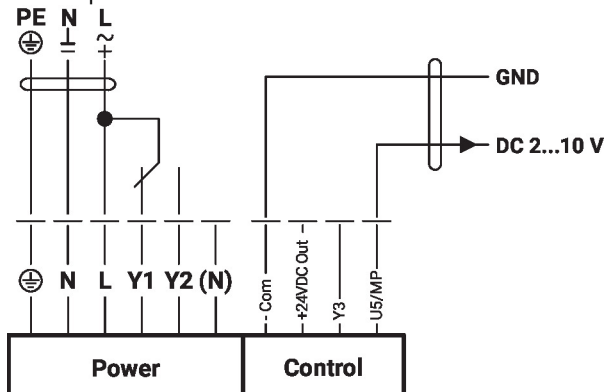 PE N L
GND
DC 2...10 V
N L Y1 Y2 (N)
- Com
+24VDC Out -
Y3
U5/MP
Power
Control